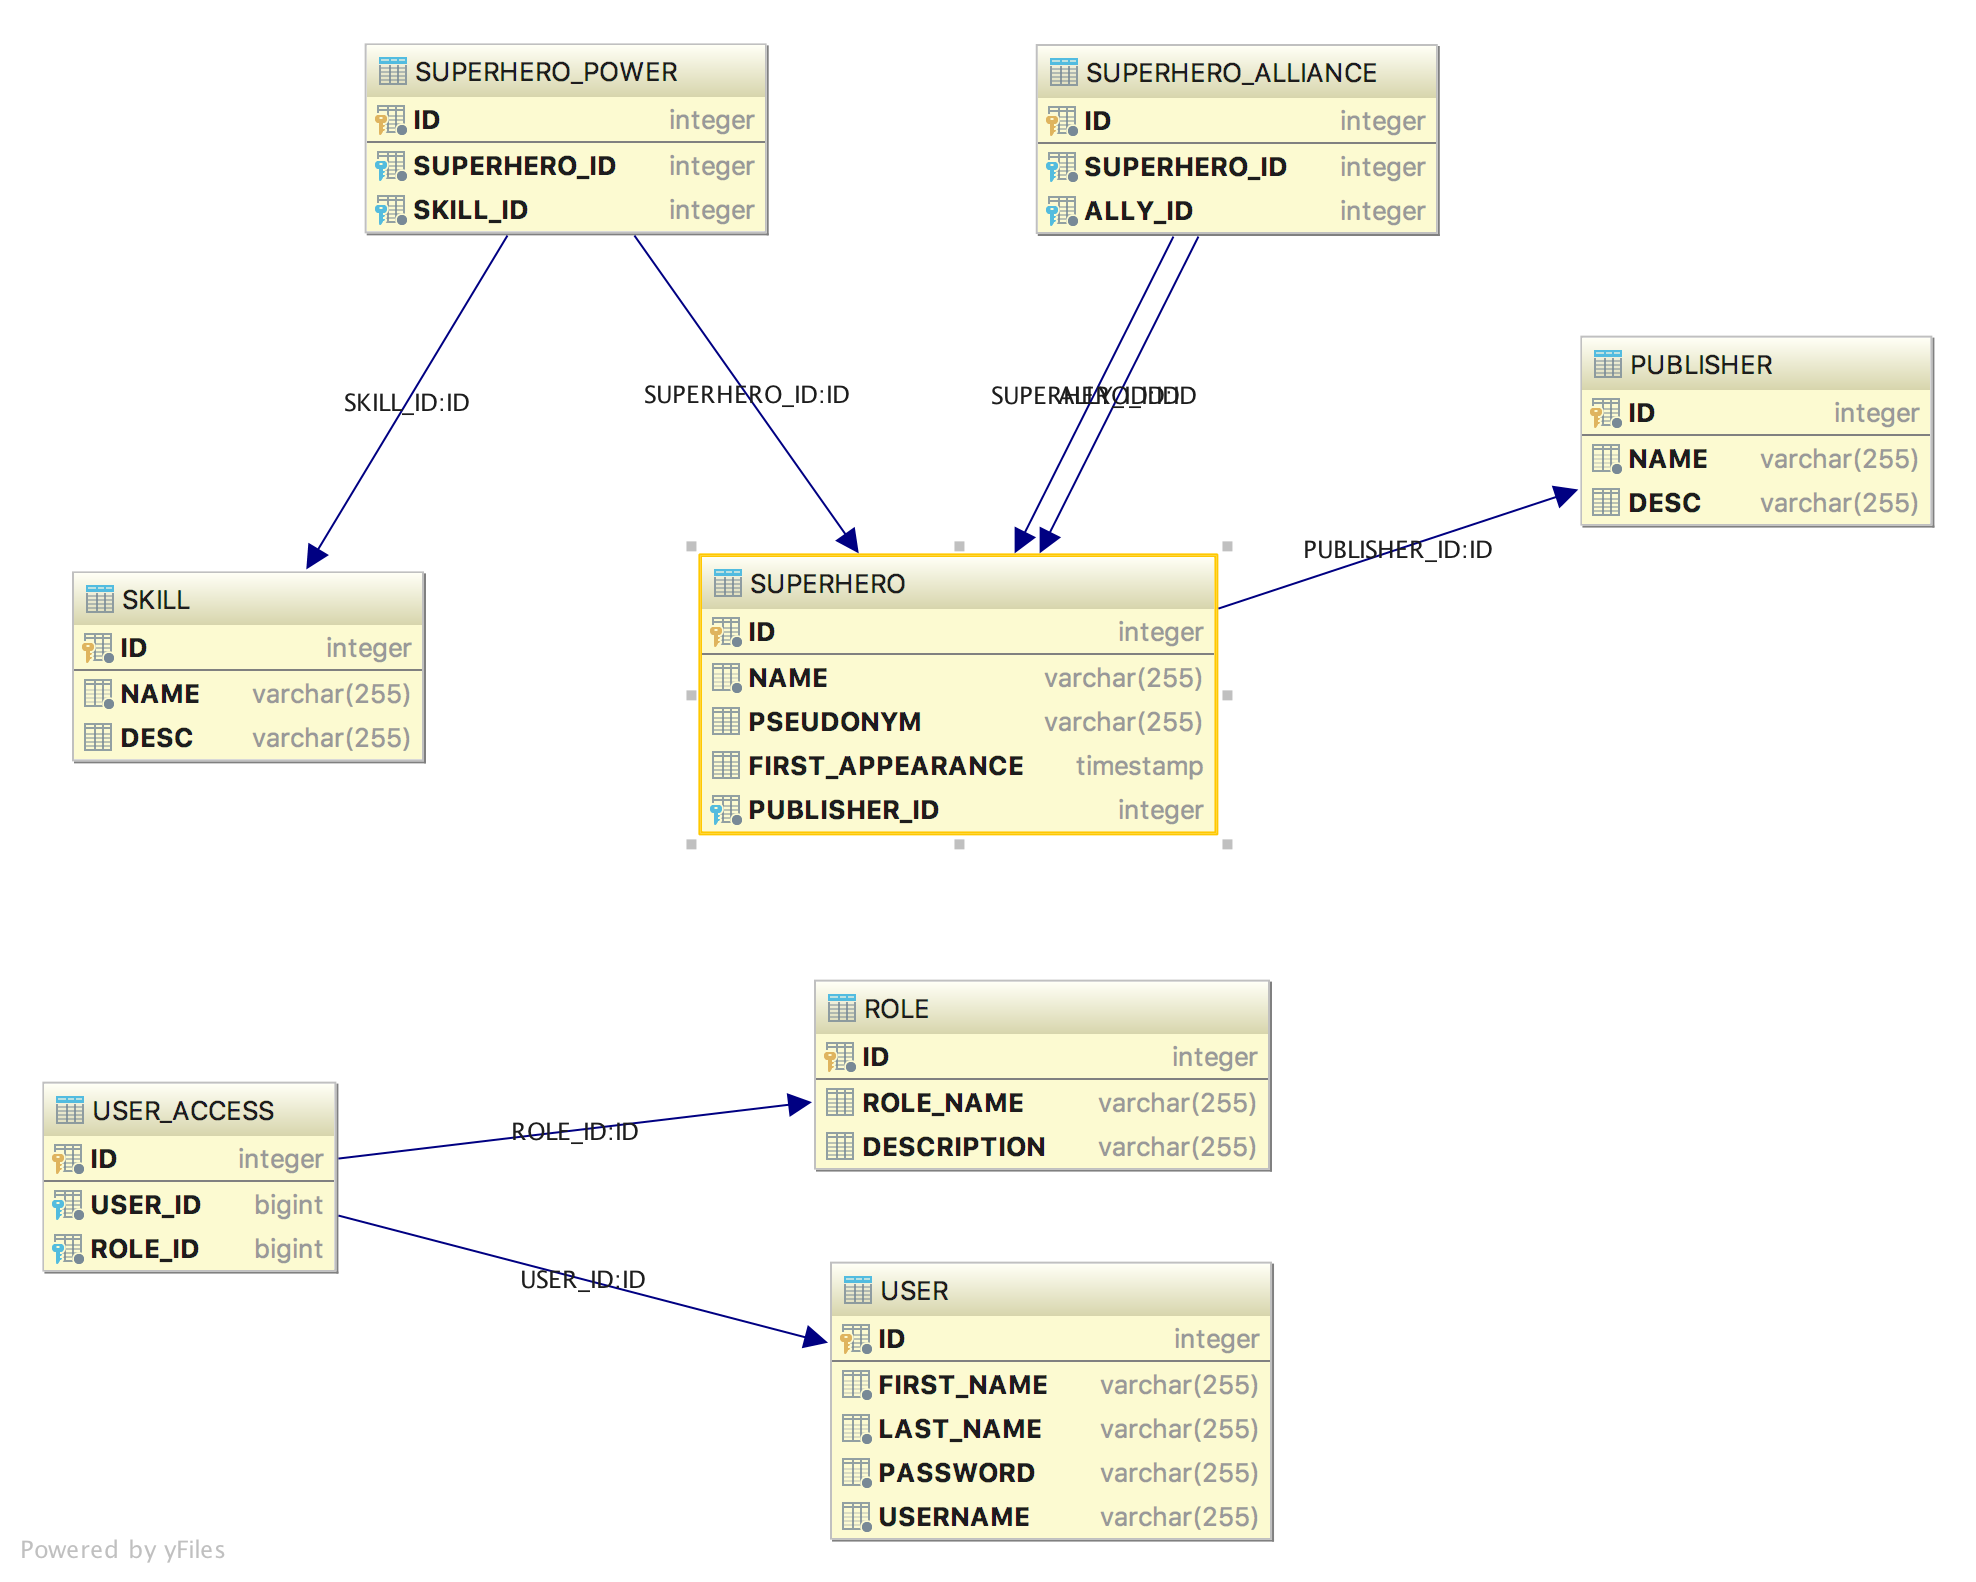 SUPERHERO_POWER
ID integer
SUPERHERO_ID integer
SKILL_ID integer
SUPERHERO_ALLIANCE
ID integer
SUPERHERO_ID integer
ALLY_ID integer
SKILL_ID:ID
SUPERHERO_ID:ID
SUPERHERO_ID:ID
ALLY_ID:ID
PUBLISHER
ID integer
NAME varchar(255)
DESC varchar(255)
PUBLISHER_ID:ID
SKILL
ID integer
NAME varchar(255)
DESC varchar(255)
SUPERHERO
ID integer
NAME varchar(255)
PSEUDONYM varchar(255)
FIRST_APPEARANCE timestamp
PUBLISHER_ID integer
ROLE
ID integer
ROLE_NAME varchar(255)
DESCRIPTION varchar(255)
USER_ACCESS
ID integer
USER_ID bigint
ROLE_ID bigint
ROLE_ID:ID
USER_ID:ID
USER
ID integer
FIRST_NAME varchar(255)
LAST_NAME varchar(255)
PASSWORD varchar(255)
USERNAME varchar(255)
Powered by yFiles